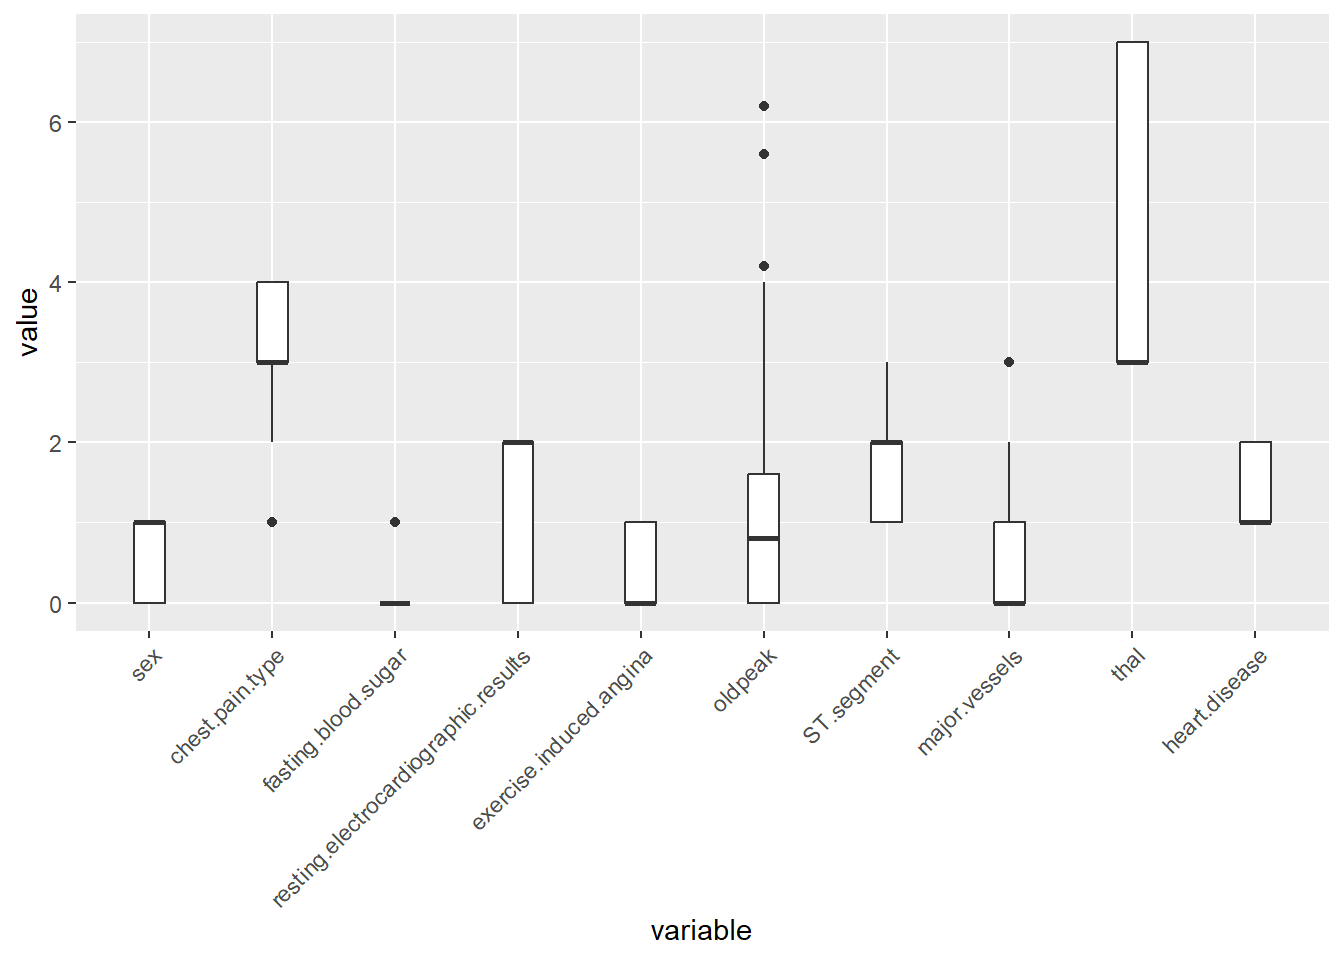 value
6
4
2
0
sex
chest.pain.type
fasting.blood.sugar
resting.electrocardiographic.results
exercise.induced.angina
oldpeak
ST.segment
major.vessels
thal
heart.disease
variable